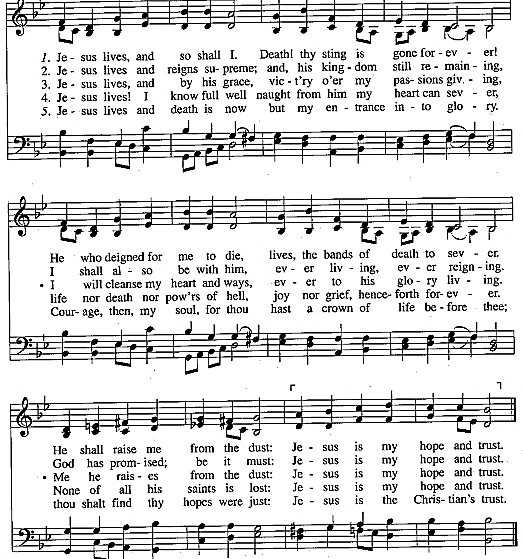 1. Je - sus lives, and so shall I. Death! thy sting is gone for - ev - er!
2. Je - sus lives and reigns su - preme; and, his king - dom still re - main - ing,
3. Je - sus lives, and by his grace, vic - t'ry o'er my pas - sions giv - ing,
4. Je - sus lives! I know full well naught from him my heart can sev - er,
5. Je - sus lives and death is now but my en - trance in - to glo - ry.
He who deigned for me to die, lives, the bands of death to sev - er.
I shall al - so be with him, ev - er liv - ing, ev - er reign - ing.
I will cleanse my heart and ways, ev - er to his glo - ry liv - ing.
life nor death nor pow'rs of hell, joy nor grief, hence - forth for - ev - er.
Cour - age, then, my soul, for thou hast a crown of life be - fore thee;
He shall raise me from the dust: Je - sus is my hope and trust.
God has prom - ised; be it must: Je - sus is my hope and trust.
Me he rais - es from the dust: Je - sus is my hope and trust.
None of all his saints is lost: Je - sus is my hope and trust.
thou shalt find thy hopes were just: Je - sus is the Chris - tian's trust.